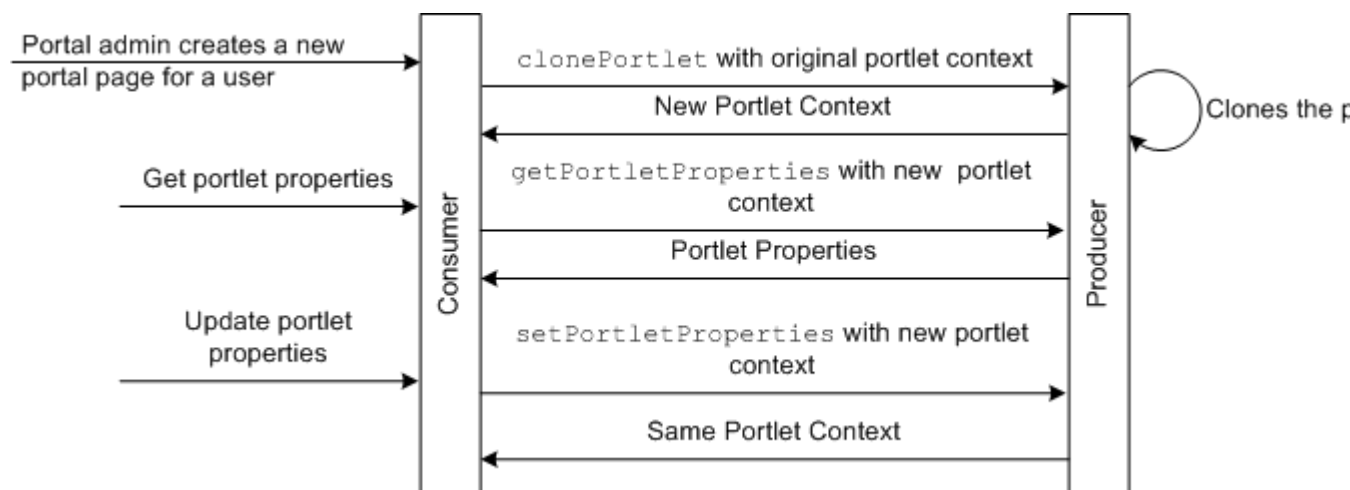 Portal admin creates a new
portal page for a user
clonePortlet with original portlet context
New Portlet Context
Clones the
Get portlet properties
getPortletProperties with new portlet
context
Portlet Properties
Consumer
Producer
Update portlet
properties
setPortletProperties with new portlet
context
Same Portlet Context